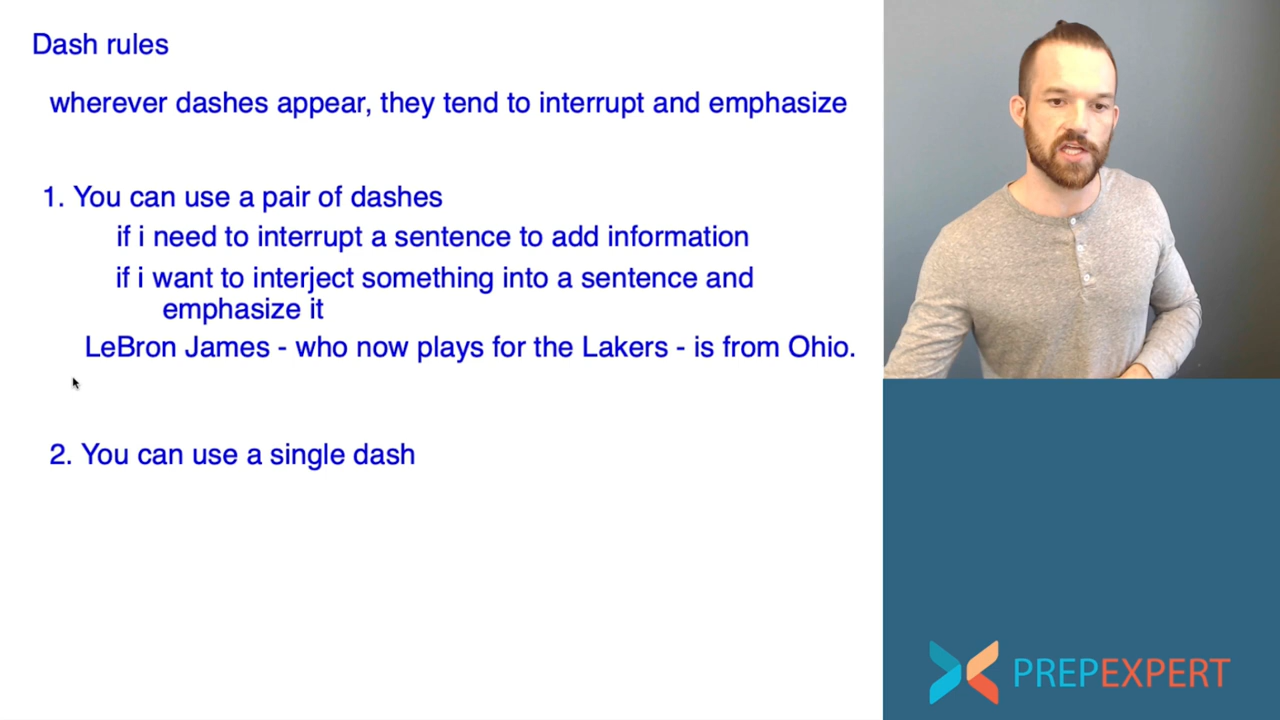 Dash rules
wherever dashes appear, they tend to interrupt and emphasize
1. You can use a pair of dashes
if i need to interrupt a sentence to add information
if i want to interject something into a sentence and
emphasize it
LeBron James - who now plays for the Lakers - is from Ohio.
2. You can use a single dash
PREPEXPERT